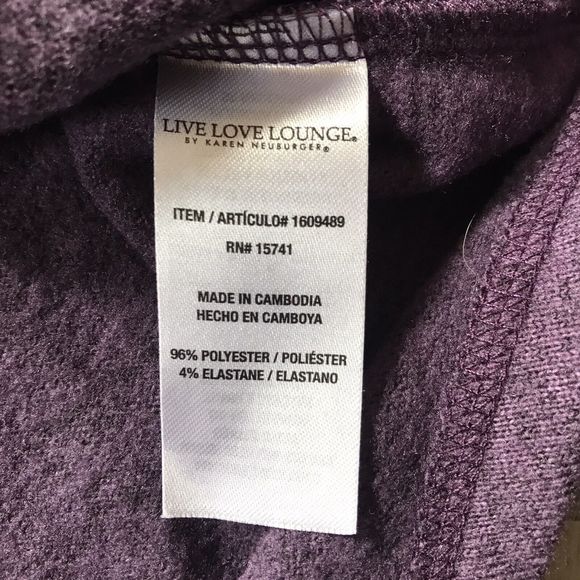 LIVE LOVE LOUNGE®
BY KAREN NEUBURGER®
ITEM / ARTÍCULO# 1609489
RN# 15741
MADE IN CAMBODIA
HECHO EN CAMBOYA
96% POLYESTER / POLIÉSTER
4% ELASTANE / ELASTANO